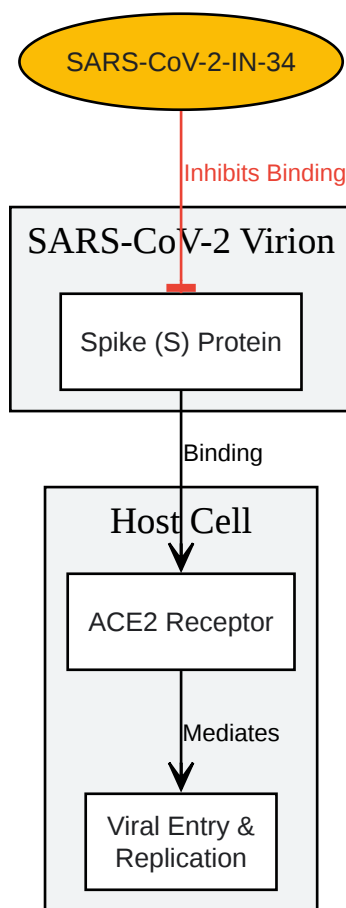 SARS-CoV-2-IN-34
Inhibits Binding
SARS-CoV-2 Virion
Spike (S) Protein
Binding
Host Cell
ACE2 Receptor
Mediates
Viral Entry &
Replication